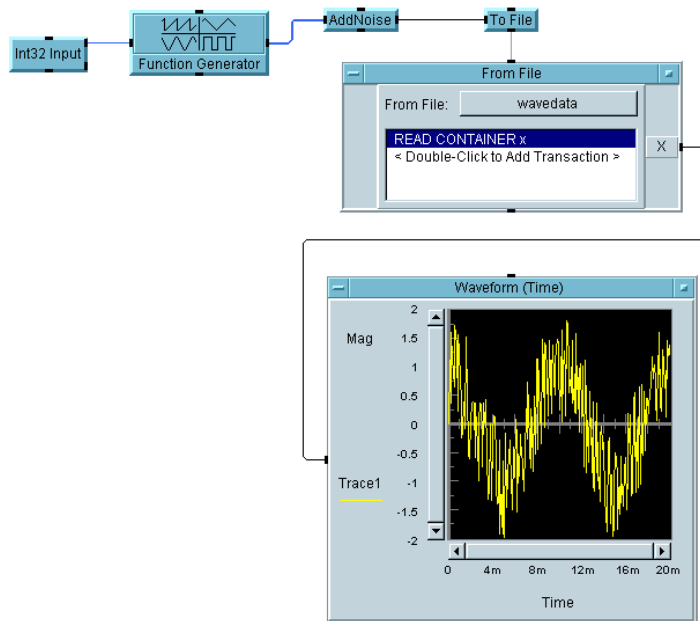 Int32 Input
Function Generator
AddNoise
To File
From File
From File:
wavedata
READ CONTAINER x
< Double-Click to Add Transaction >
X
Waveform (Time)
Mag
Trace1
2
1.5
1
0.5
0
-0.5
-1
-1.5
-2
0 4m 8m 12m 16m 20m
Time